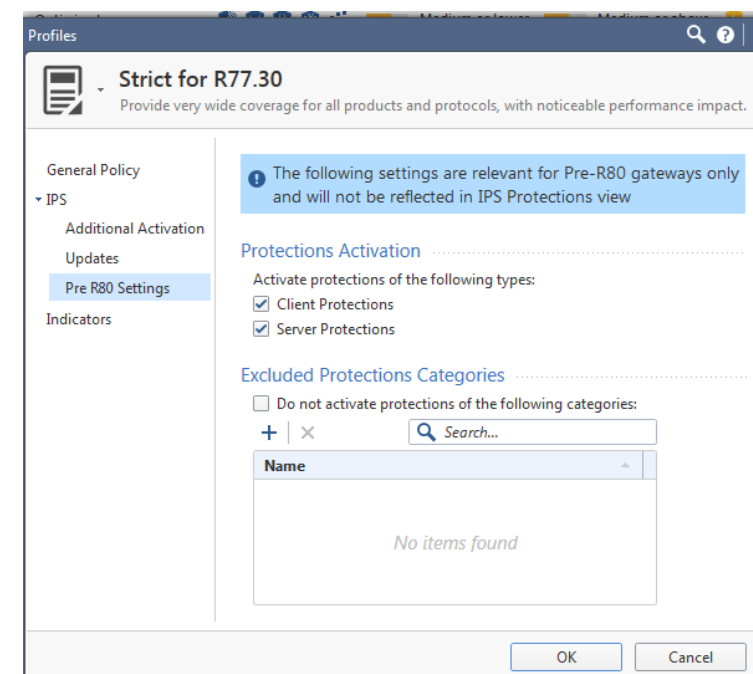 Profiles
Strict for R77.30
Provide very wide coverage for all products and protocols, with noticeable performance impact.
General Policy
IPS
Additional Activation
Updates
Pre R80 Settings
Indicators
The following settings are relevant for Pre-R80 gateways only
and will not be reflected in IPS Protections view
Protections Activation
Activate protections of the following types:
Client Protections
Server Protections
Excluded Protections Categories
Do not activate protections of the following categories:
Search...
Name
No items found
OK
Cancel